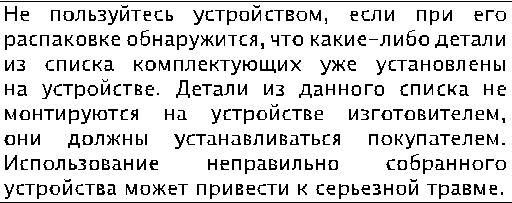 Не пользуйтесь устройством, если при его
распаковке обнаружится, что какие-либо детали
из списка комплектующих уже установлены
на устройстве. Детали из данного списка не
монтируются на устройстве изготовителем,
они должны устанавливаться покупателем.
Использование неправильно собранного
устройства может привести к серьезной травме.